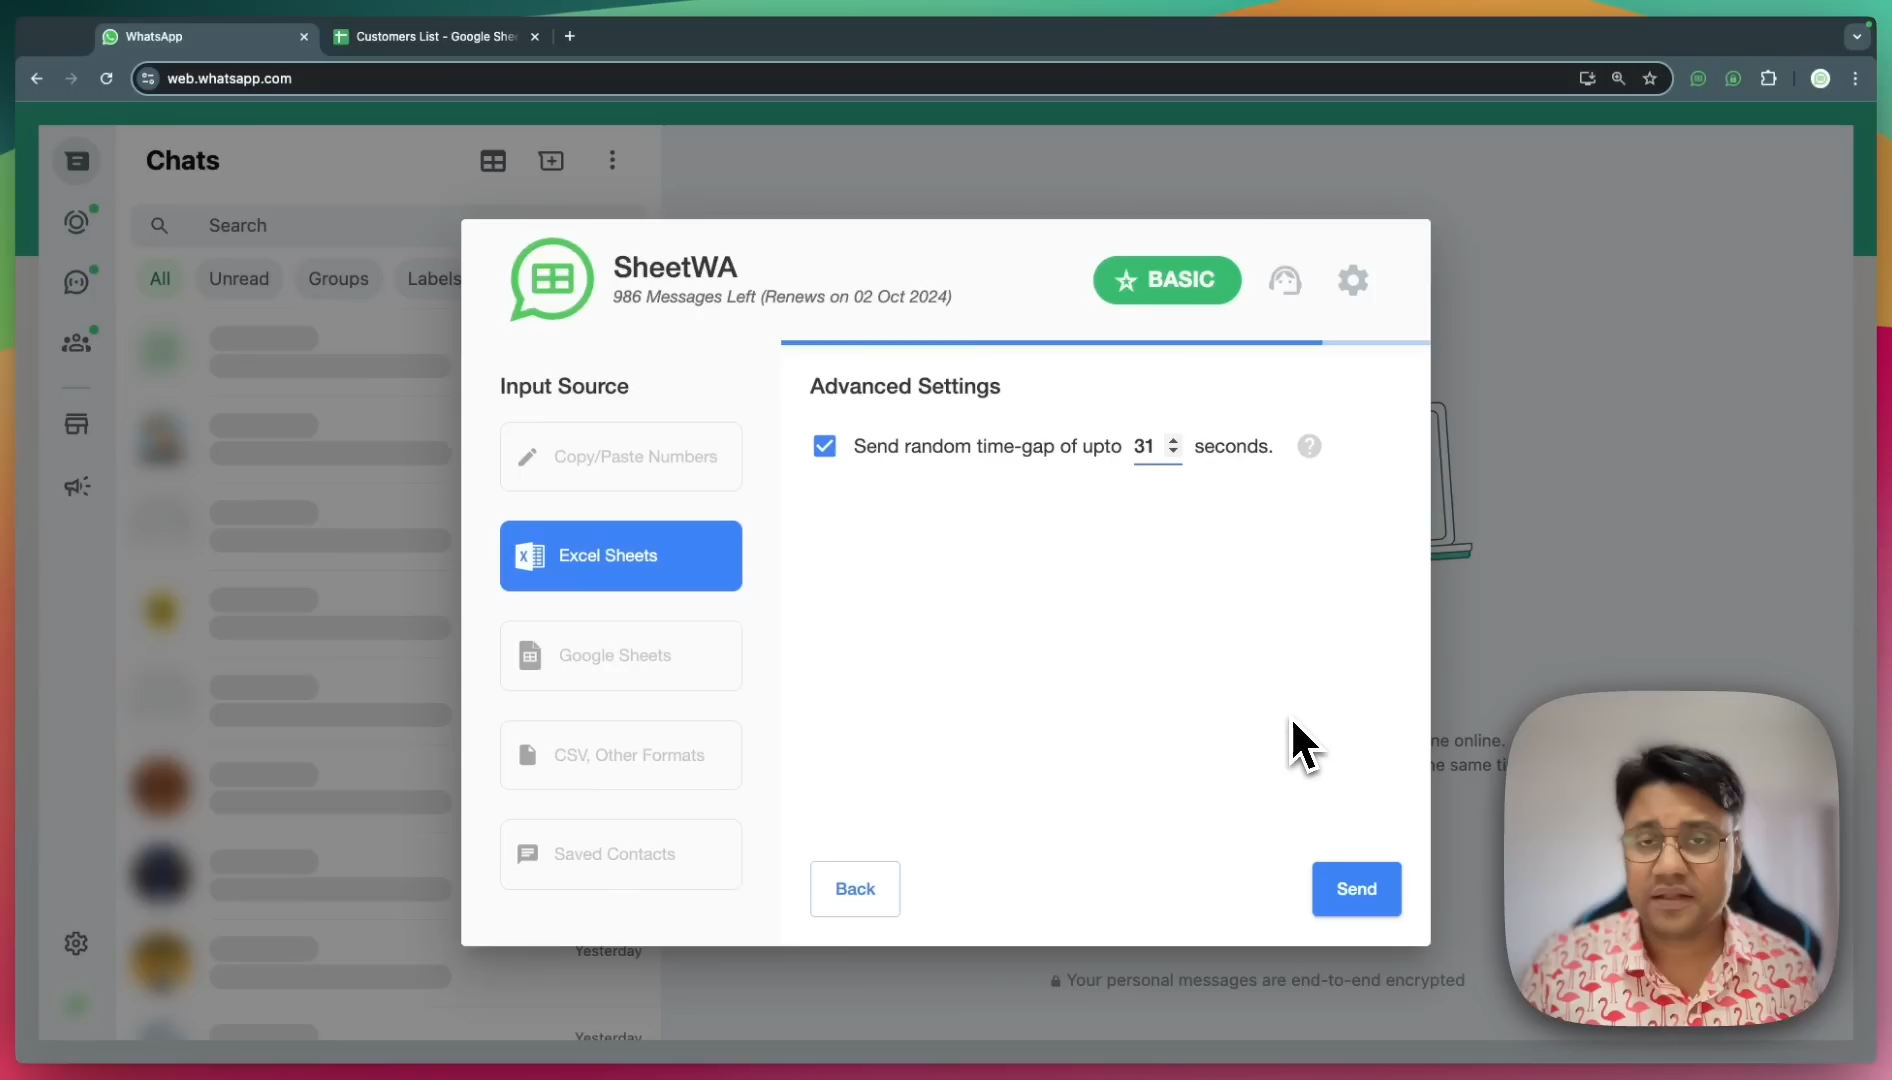 WhatsApp
Customers List - Google She
web.whatsapp.com
Chats
Search
All
Unread
Groups
Labels
SheetWA
986 Messages Left (Renews on 02 Oct 2024)
BASIC
Input Source
Copy/Paste Numbers
Excel Sheets
Google Sheets
CSV, Other Formats
Saved Contacts
Advanced Settings
Send random time-gap of upto 31 seconds.
Back
Send
ne online.
he same ti
Yesterday
Your personal messages are end-to-end encrypted
Yesterday